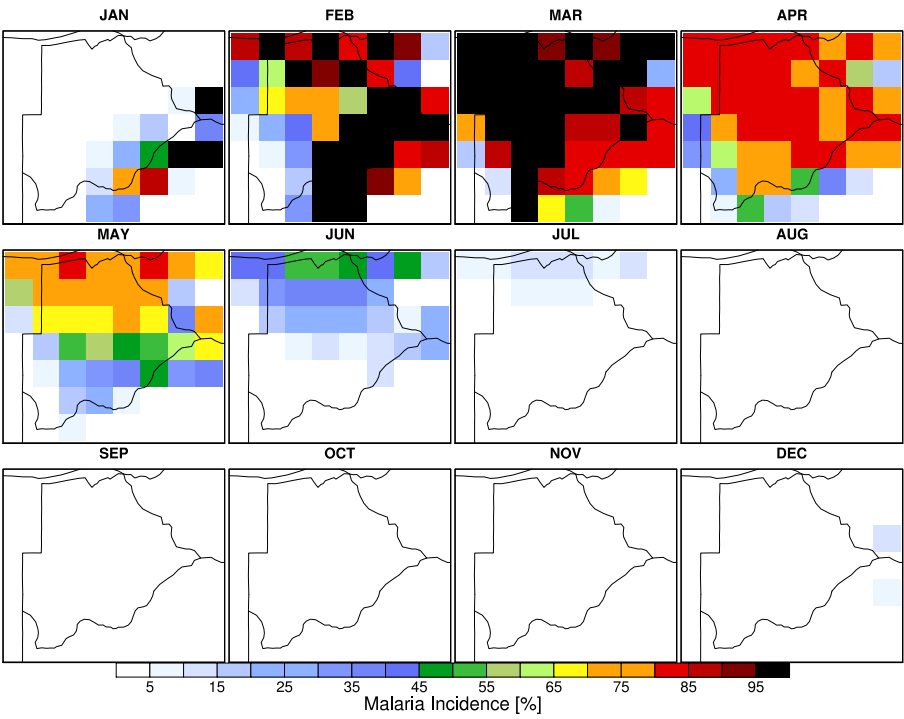 JAN FEB MAR APR
MAY JUN JUL AUG
SEP OCT NOV DEC
5 15 25 35 45 55 65 75 85 95
Malaria Incidence [%]